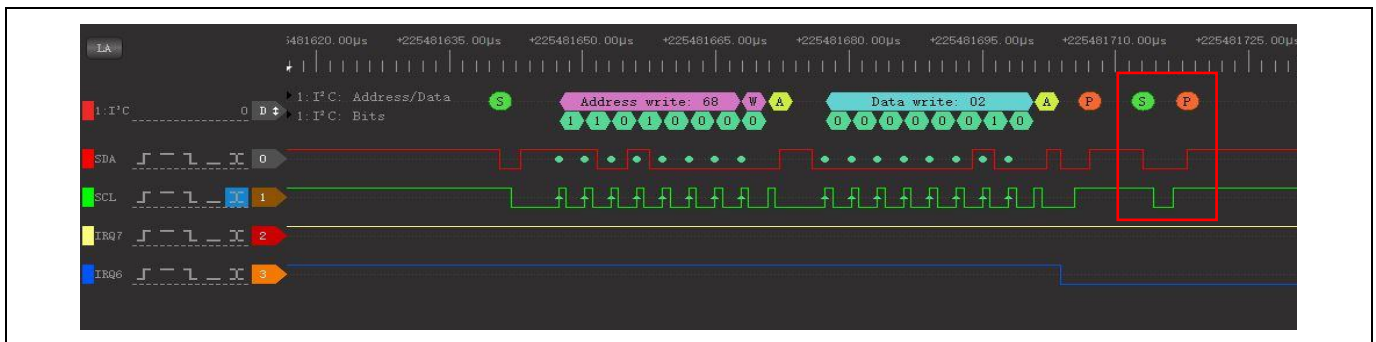 LA
5481620.00µs +225481635.00µs +225481650.00µs +225481665.00µs +225481680.00µs +225481695.00µs +225481710.00µs +225481725.00µs
1:I²C 0 D 1: I²C: Address/Data S Address write: 68 W A Data write: 02 A P S P
1: I²C: Bits 1 1 0 1 0 0 0 0 0 0 0 0 0 0 1 0
SDA 0
SCL 1
IRQ7 2
IRQ6 3